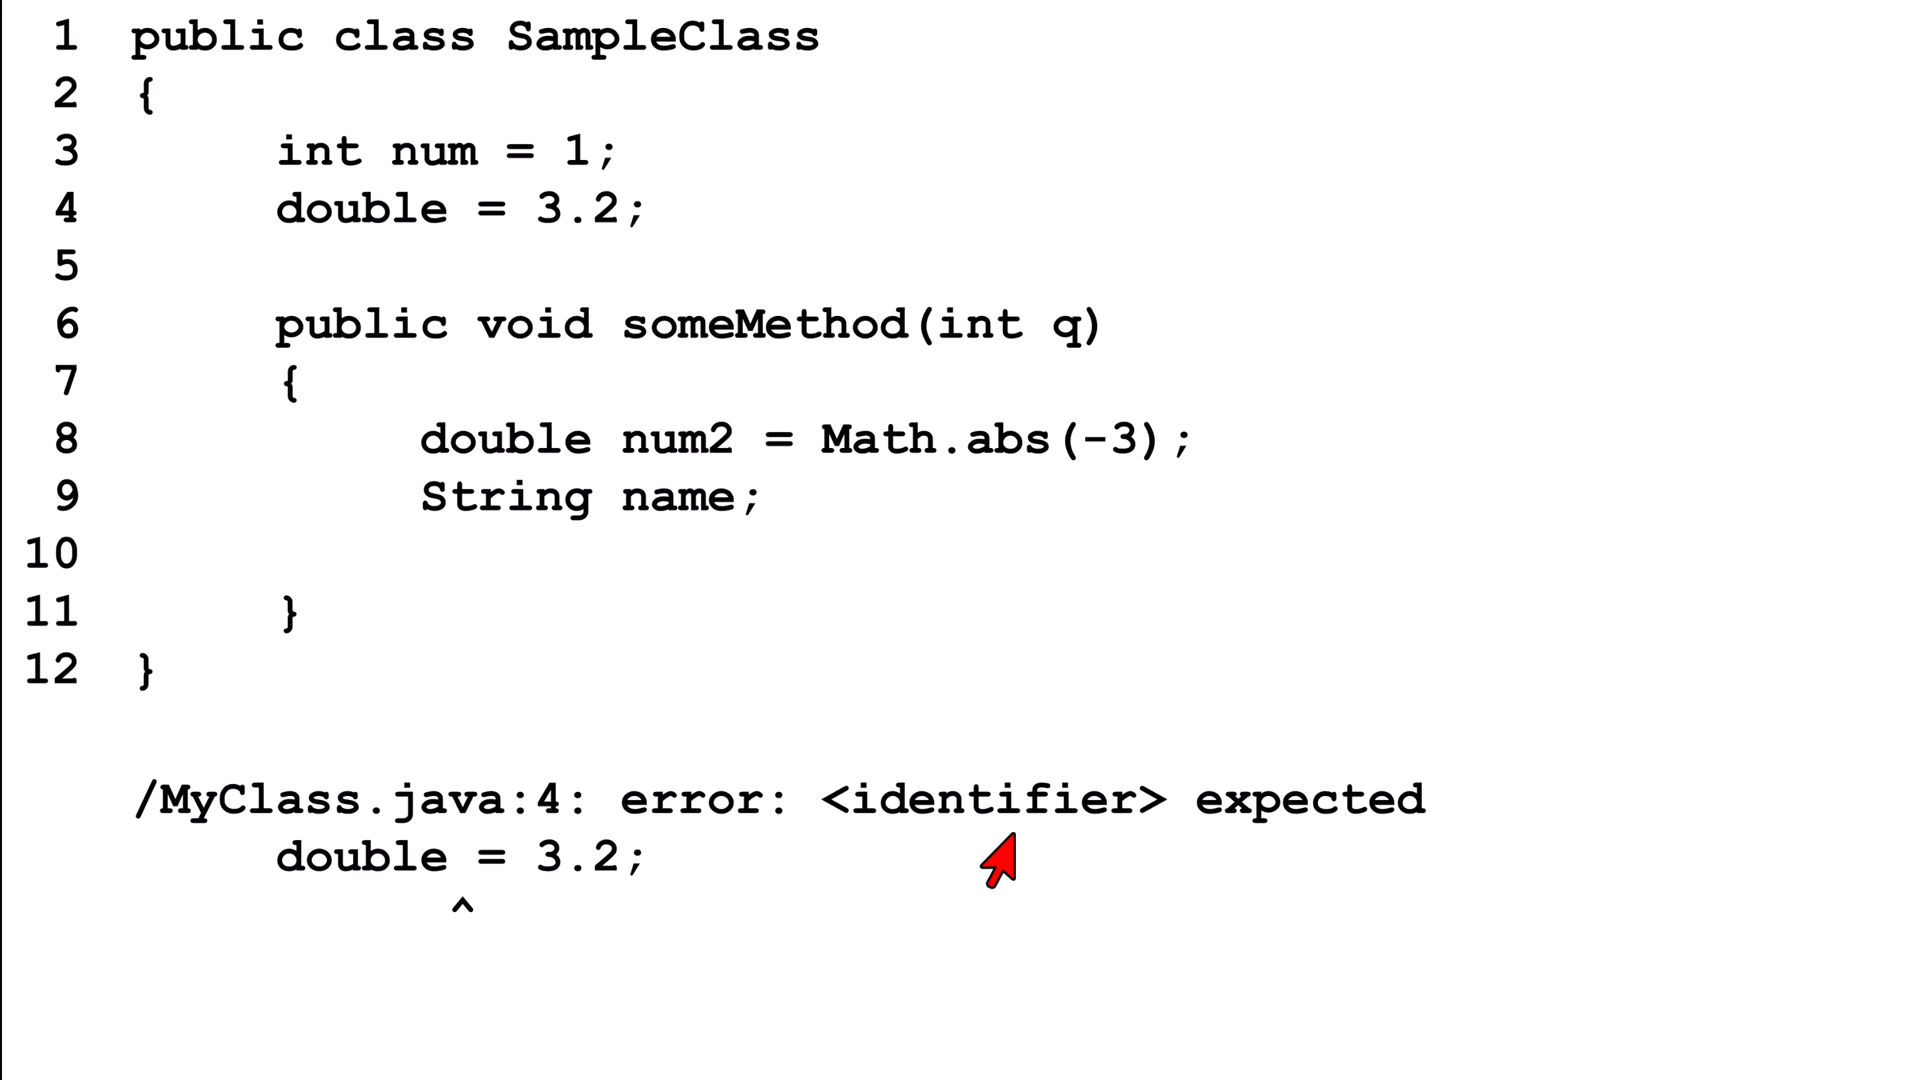 1 public class SampleClass
2 {
3 int num = 1;
4 double = 3.2;
5
6 public void someMethod(int q)
7 {
8 double num2 = Math.abs(-3);
9 String name;
10
11 }
12 }
/MyClass.java:4: error: <identifier> expected
double = 3.2;
^